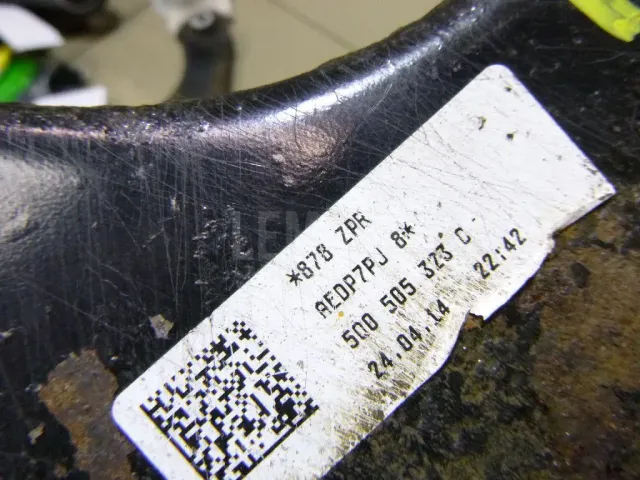 *878 ZPR
AEDP7PJ 8*
5Q0 505 323 C
24.04.14 22:42